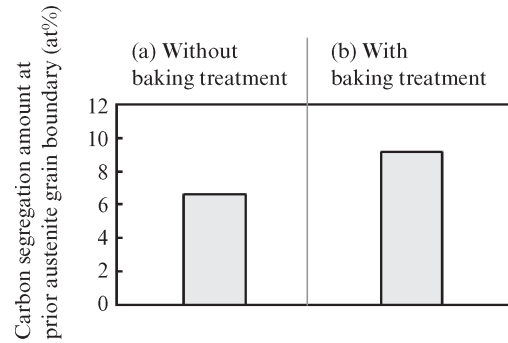 (a) Without
baking treatment
(b) With
baking treatment
Carbon segregation amount at
prior austenite grain boundary (at%)
12
10
8
6
4
2
0